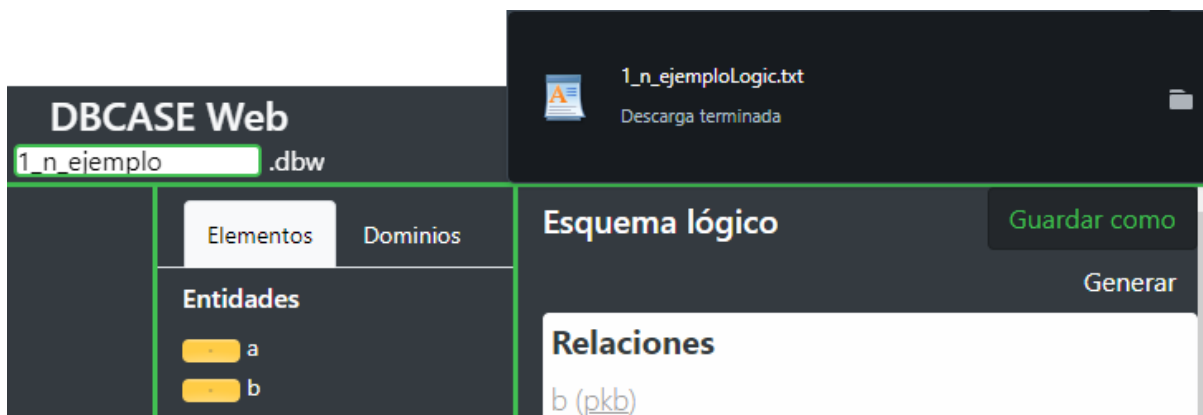 1_n_ejemploLogic.txt
Descarga terminada
DBCASE Web
1_n_ejemplo .dbw
Elementos Dominios
Entidades
a
b
Esquema lógico
Guardar como
Generar
Relaciones
b (pkb)